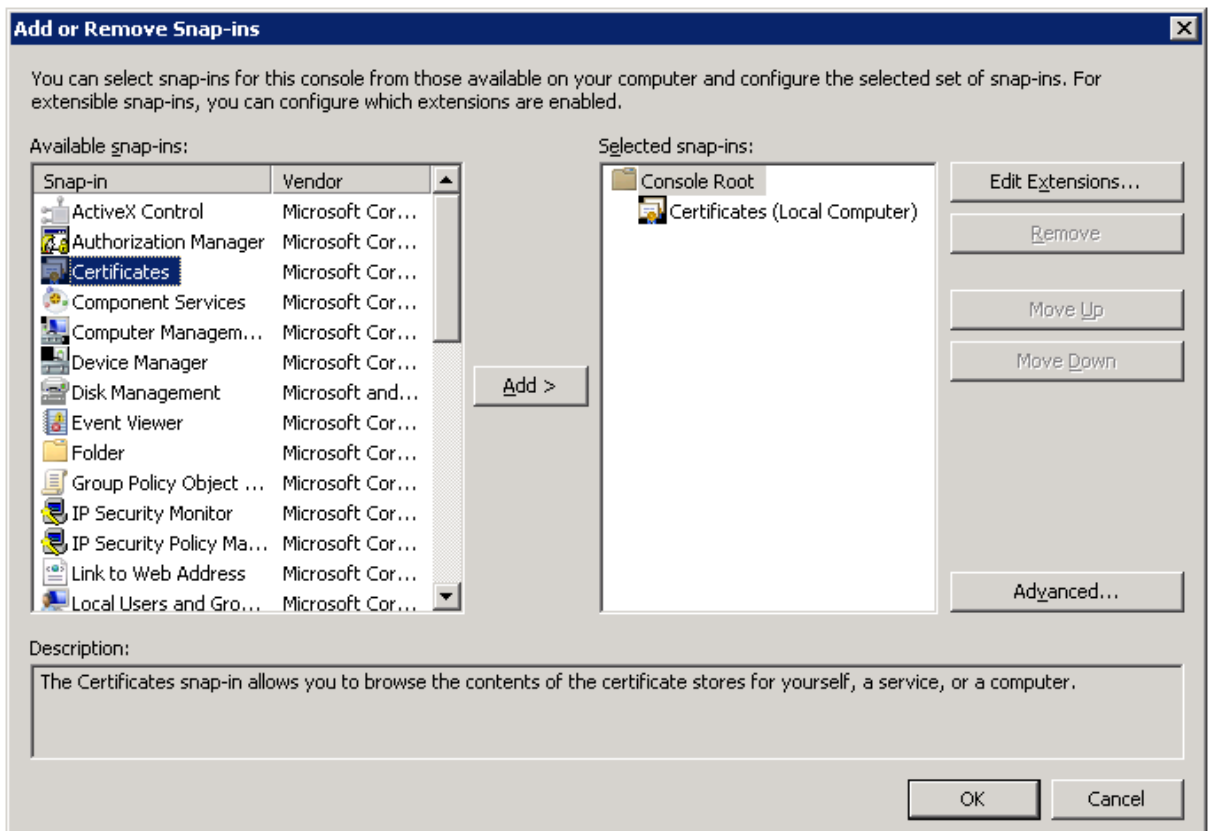 Add or Remove Snap-ins
You can select snap-ins for this console from those available on your computer and configure the selected set of snap-ins. For
extensible snap-ins, you can configure which extensions are enabled.
Available snap-ins:
Snap-in Vendor
ActiveX Control Microsoft Cor...
Authorization Manager Microsoft Cor...
Certificates Microsoft Cor...
Component Services Microsoft Cor...
Computer Managem... Microsoft Cor...
Device Manager Microsoft Cor...
Disk Management Microsoft and...
Event Viewer Microsoft Cor...
Folder Microsoft Cor...
Group Policy Object ... Microsoft Cor...
IP Security Monitor Microsoft Cor...
IP Security Policy Ma... Microsoft Cor...
Link to Web Address Microsoft Cor...
Local Users and Gro... Microsoft Cor...
Add >
Selected snap-ins:
Console Root
Certificates (Local Computer)
Edit Extensions...
Remove
Move Up
Move Down
Advanced...
Description:
The Certificates snap-in allows you to browse the contents of the certificate stores for yourself, a service, or a computer.
OK
Cancel